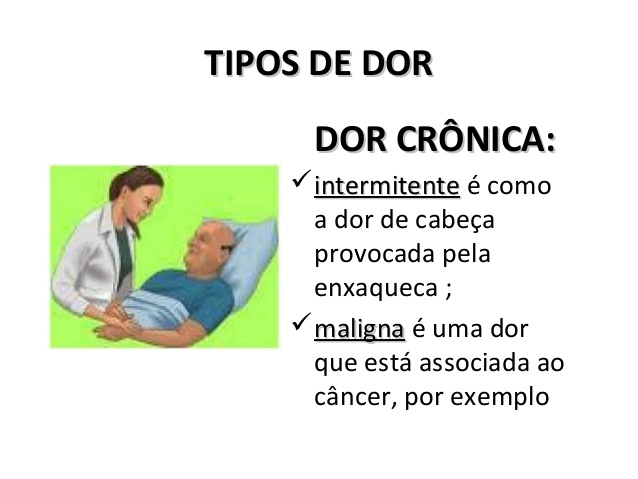 TIPOS DE DOR
DOR CRÔNICA:
✓intermitente é como
a dor de cabeça
provocada pela
enxaqueca ;
✓maligna é uma dor
que está associada ao
câncer, por exemplo